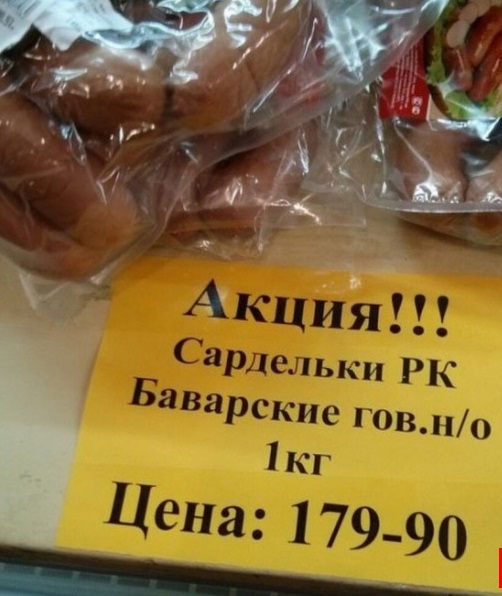 Акция!!!
Сардельки РК
Баварские гов.н/о
1кг
Цена: 179-90